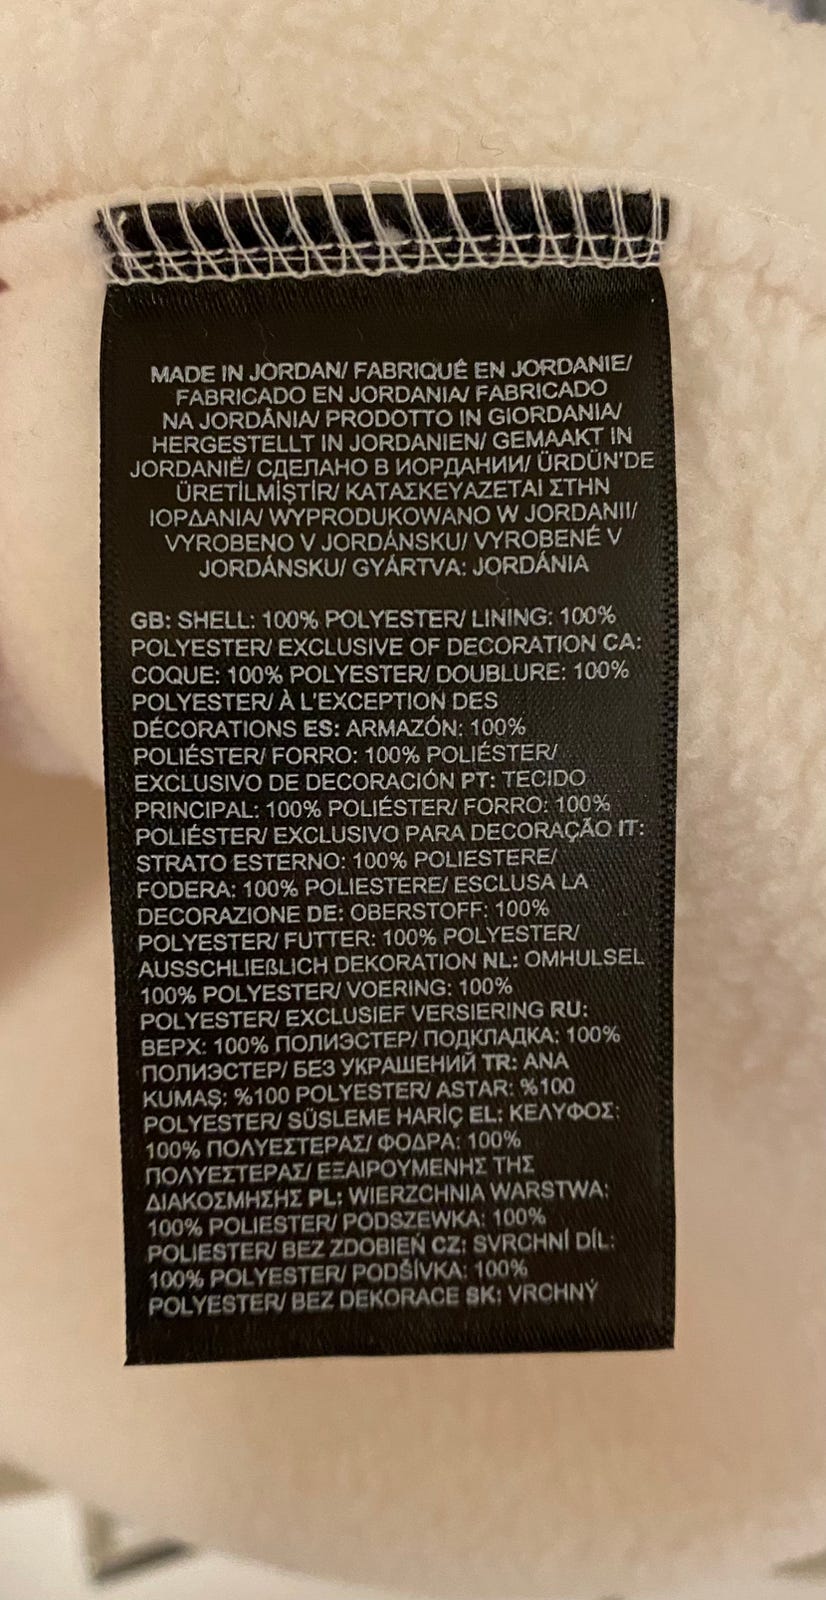 MADE IN JORDAN/ FABRIQUÉ EN JORDANIE/
FABRICADO EN JORDANIA/ FABRICADO
NA JORDÂNIA/ PRODOTTO IN GIORDANIA/
HERGESTELLT IN JORDANIEN/ GEMAAKT IN
JORDANIË/ СДЕЛАНО В ИОРДАНИИ/ ÜRDÜN'DE
ÜRETİLMİŞTİR/ ΚΑΤΑΣΚΕΥΑΖΕΤΑΙ ΣΤΗΝ
ΙΟΡΔΑΝΙΑ/ WYPRODUKOWANO W JORDANII/
VYROBENO V JORDÁNSKU/ VYROBENÉ V
JORDÁNSKU/ GYÁRTVA: JORDÁNIA
GB: SHELL: 100% POLYESTER/ LINING: 100%
POLYESTER/ EXCLUSIVE OF DECORATION CA:
COQUE: 100% POLYESTER/ DOUBLURE: 100%
POLYESTER/ À L'EXCEPTION DES
DÉCORATIONS ES: ARMAZÓN: 100%
POLIÉSTER/ FORRO: 100% POLIÉSTER/
EXCLUSIVO DE DECORACIÓN PT: TECIDO
PRINCIPAL: 100% POLIÉSTER/ FORRO: 100%
POLIÉSTER/ EXCLUSIVO PARA DECORAÇÃO IT:
STRATO ESTERNO: 100% POLIESTERE/
FODERA: 100% POLIESTERE/ ESCLUSA LA
DECORAZIONE DE: OBERSTOFF: 100%
POLYESTER/ FUTTER: 100% POLYESTER/
AUSSCHLIEßLICH DEKORATION NL: OMHULSEL
100% POLYESTER/ VOERING: 100%
POLYESTER/ EXCLUSIEF VERSIERING RU:
ВЕРХ: 100% ПОЛИЭСТЕР/ ПОДКЛАДКА: 100%
ПОЛИЭСТЕР/ БЕЗ УКРАШЕНИЙ TR: ANA
KUMAŞ: %100 POLYESTER/ ASTAR: %100
POLYESTER/ SÜSLEME HARİÇ EL: ΚΕΛΥΦΟΣ:
100% ΠΟΛΥΕΣΤΕΡΑΣ/ ΦΟΔΡΑ: 100%
ΠΟΛΥΕΣΤΕΡΑΣ/ ΕΞΑΙΡΟΥΜΕΝΗΣ ΤΗΣ
ΔΙΑΚΟΣΜΗΣΗΣ PL: WIERZCHNIA WARSTWA:
100% POLIESTER/ PODSZEWKA: 100%
POLIESTER/ BEZ ZDOBIEŃ CZ: SVRCHNÍ DÍL:
100% POLYESTER/ PODŠÍVKA: 100%
POLYESTER/ BEZ DEKORACE SK: VRCHNÝ